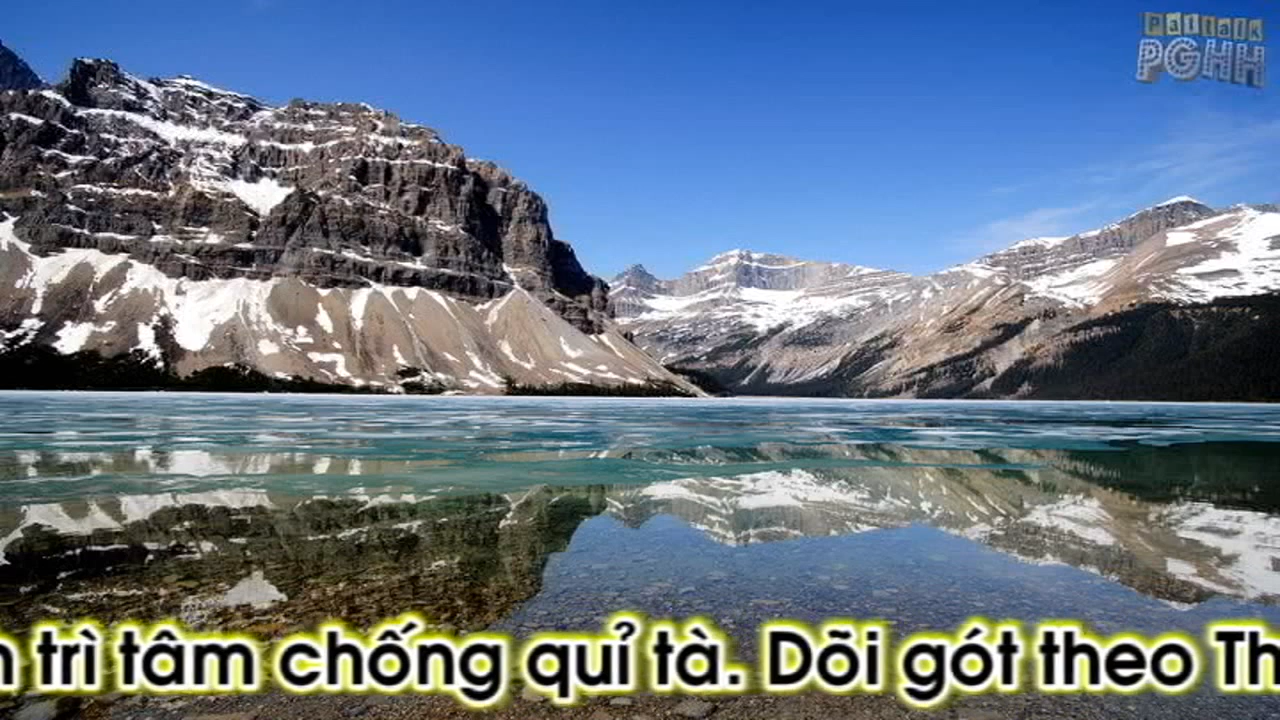 Paltalk
PGHH
trì tâm chống quỉ tà. Dõi gót theo